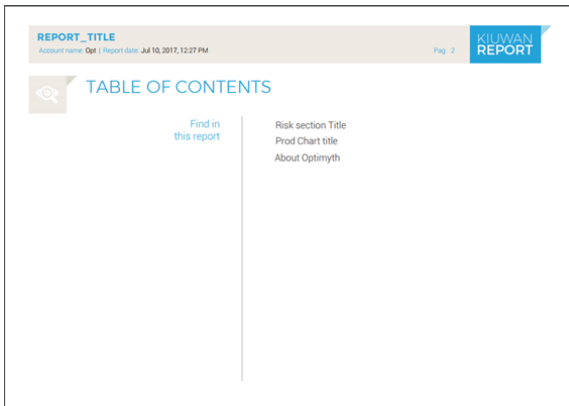 REPORT_TITLE
Account name: Opt | Report date: Jul 10, 2017, 12:27 PM
Pag. 2
KIUWAN
REPORT
TABLE OF CONTENTS
Find in
this report
Risk section Title
Prod Chart title
About Optimyth